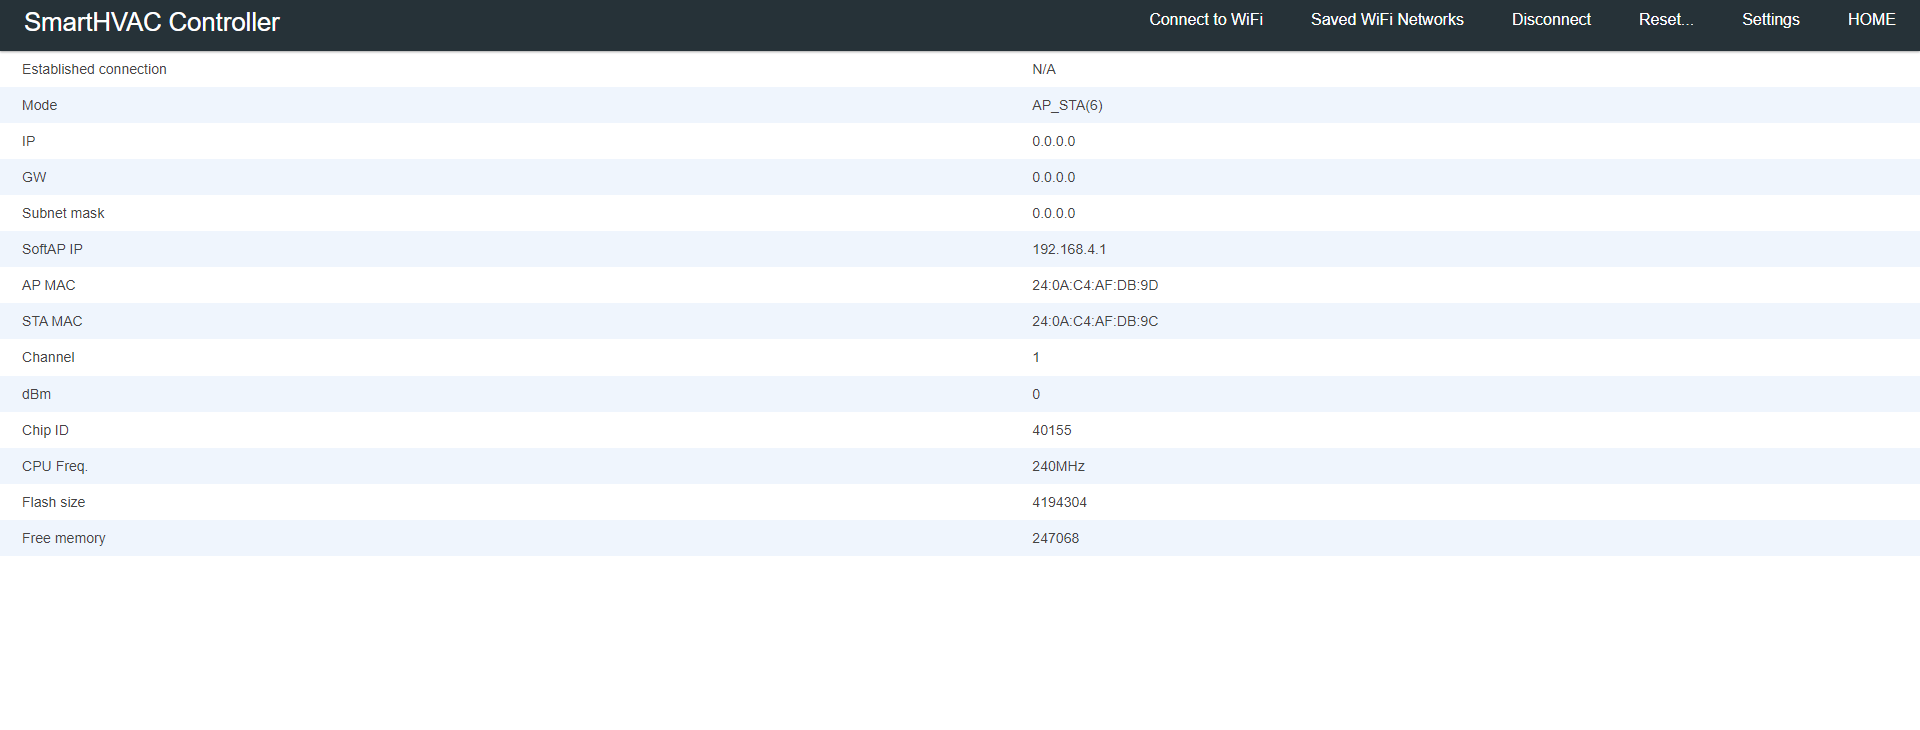 SmartHVAC Controller Connect to WiFi Saved WiFi Networks Disconnect Reset... Settings HOME
Established connection N/A
Mode AP_STA(6)
IP 0.0.0.0
GW 0.0.0.0
Subnet mask 0.0.0.0
SoftAP IP 192.168.4.1
AP MAC 24:0A:C4:AF:DB:9D
STA MAC 24:0A:C4:AF:DB:9C
Channel 1
dBm 0
Chip ID 40155
CPU Freq. 240MHz
Flash size 4194304
Free memory 247068